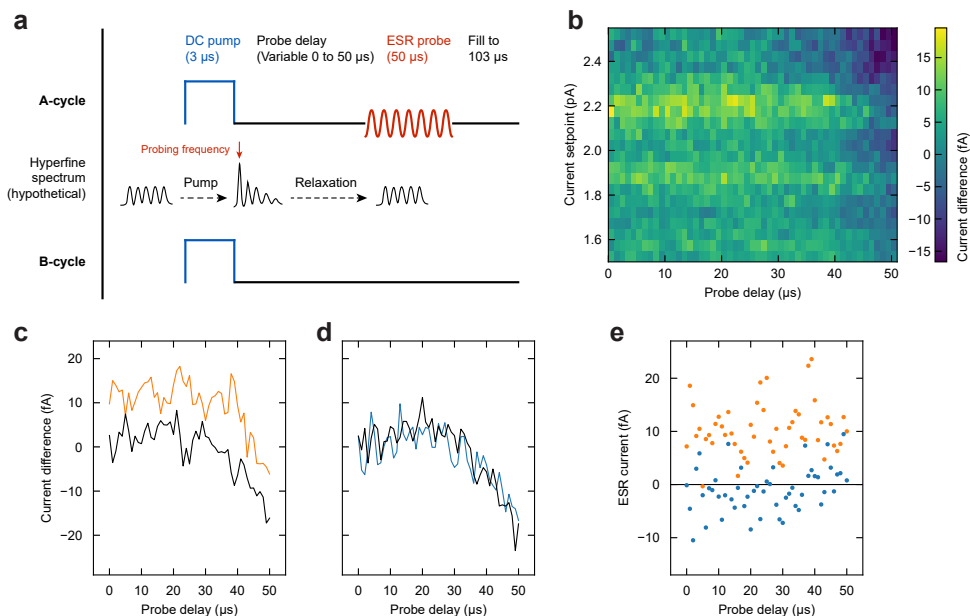 a
DC pump
(3 µs)
Probe delay
(Variable 0 to 50 µs)
ESR probe
(50 µs)
Fill to
103 µs
A-cycle
Probing frequency
Hyperfine
spectrum
(hypothetical)
Pump
Relaxation
B-cycle
b
Current setpoint (pA)
2.4
2.2
2.0
1.8
1.6
0
10
20
30
40
50
Probe delay (µs)
15
10
5
0
−5
−10
−15
Current difference (fA)
c
Current difference (fA)
20
10
0
−10
−20
0
10
20
30
40
50
Probe delay (µs)
d
0
10
20
30
40
50
Probe delay (µs)
e
ESR current (fA)
20
10
0
−10
0
10
20
30
40
50
Probe delay (µs)